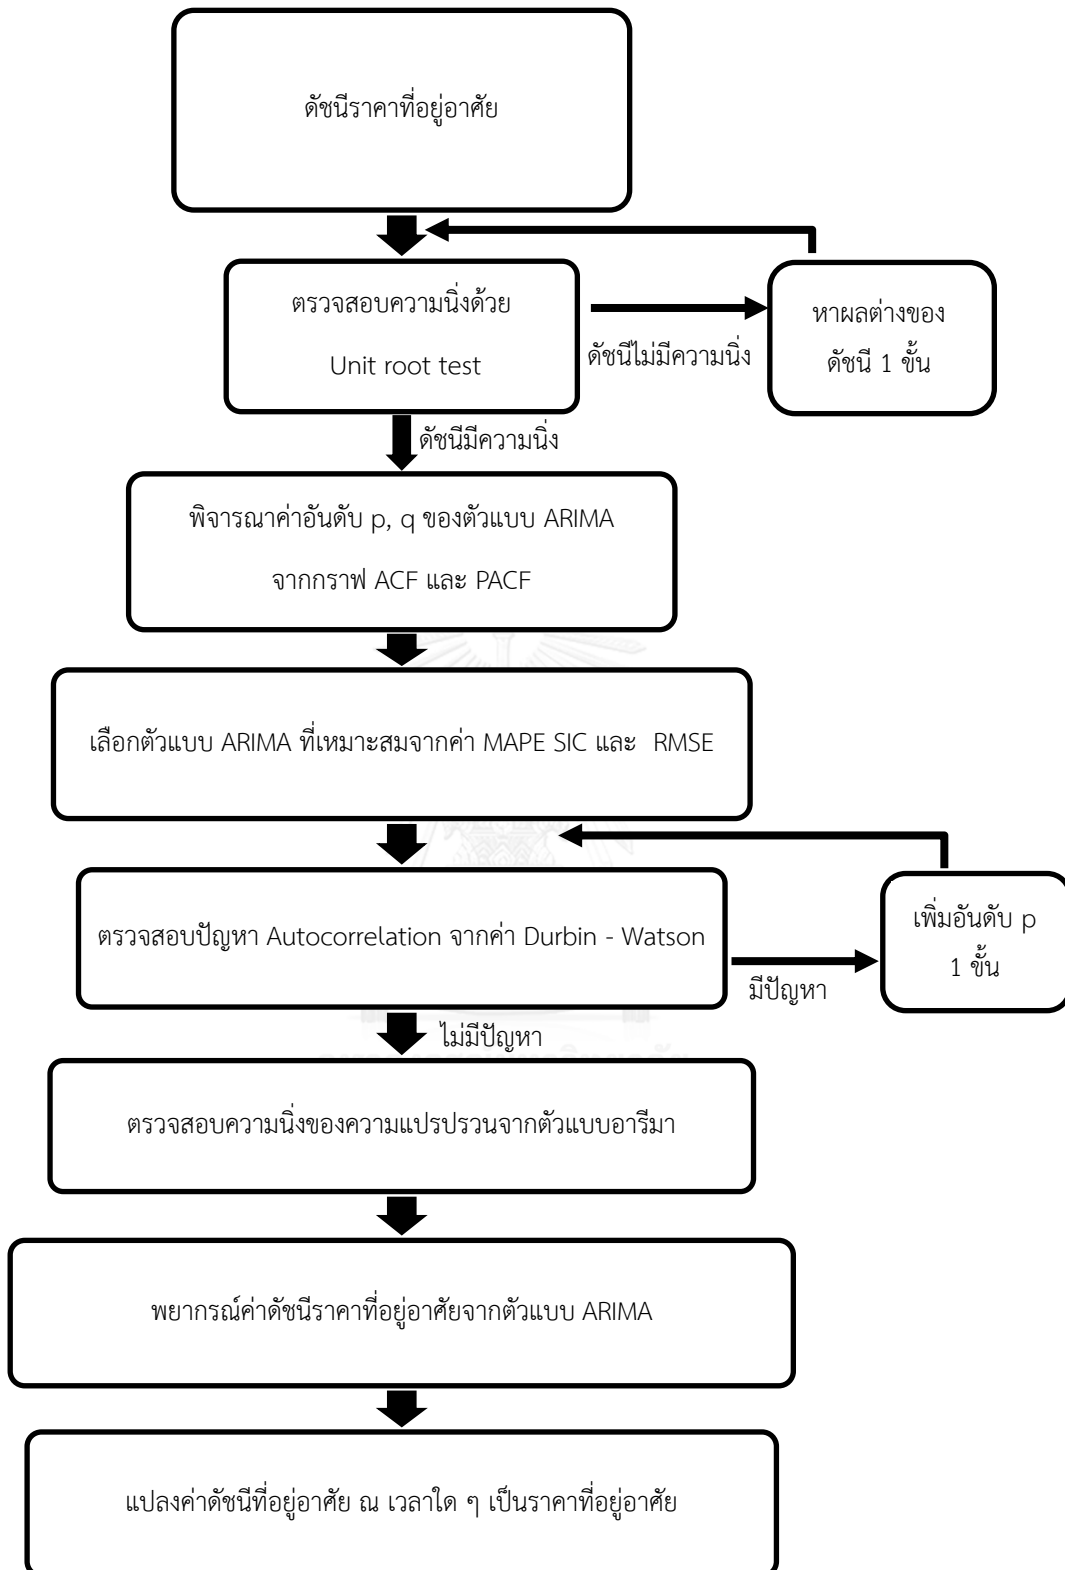 ดัชนีราคาที่อยู่อาศัย
ตรวจสอบความนิ่งด้วย
Unit root test
ดัชนีไม่มีความนิ่ง
หาผลต่างของ
ดัชนี 1 ขั้น
ดัชนีมีความนิ่ง
พิจารณาค่าอันดับ p, q ของตัวแบบ ARIMA
จากกราฟ ACF และ PACF
เลือกตัวแบบ ARIMA ที่เหมาะสมจากค่า MAPE SIC และ RMSE
ตรวจสอบปัญหา Autocorrelation จากค่า Durbin - Watson
มีปัญหา
เพิ่มอันดับ p
1 ขั้น
ไม่มีปัญหา
ตรวจสอบความนิ่งของความแปรปรวนจากตัวแบบอารีมา
พยากรณ์ค่าดัชนีราคาที่อยู่อาศัยจากตัวแบบ ARIMA
แปลงค่าดัชนีที่อยู่อาศัย ณ เวลาใด ๆ เป็นราคาที่อยู่อาศัย